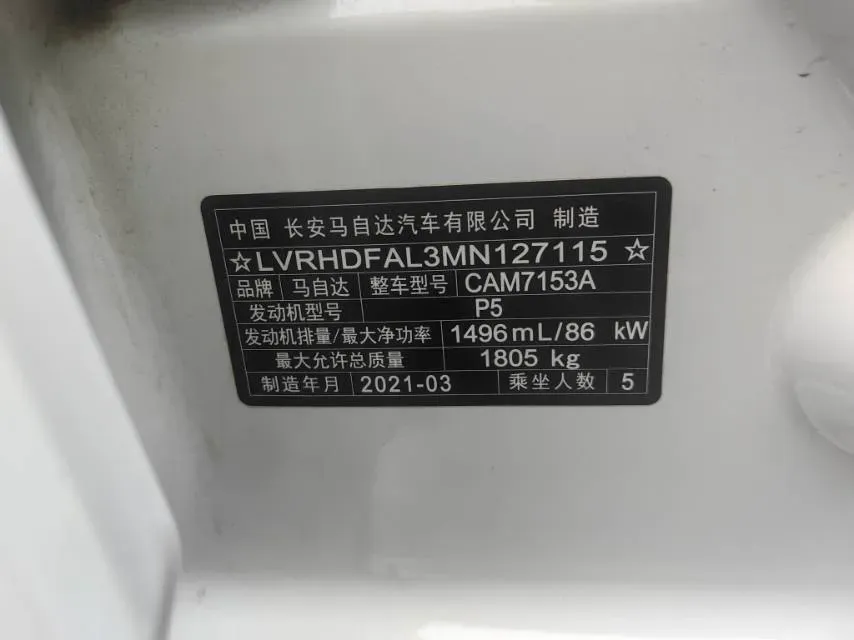 中国 长安马自达汽车有限公司 制造
☆LVRHDFAL3MN127115☆
品牌 马自达 整车型号 CAM7153A
发动机型号 P5
发动机排量/最大净功率 1496mL/86 kW
最大允许总质量 1805 kg
制造年月 2021-03 乘坐人数 5